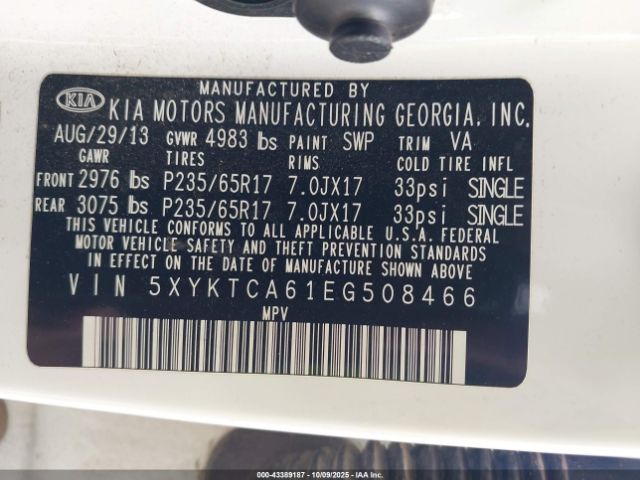 MANUFACTURED BY
KIA KIA MOTORS MANUFACTURING GEORGIA, INC.
AUG/29/13 GVWR 4983 lbs PAINT SWP TRIM VA
GAWR TIRES RIMS COLD TIRE INFL
FRONT 2976 lbs P235/65R17 7.0JX17 33psi SINGLE
REAR 3075 lbs P235/65R17 7.0JX17 33psi SINGLE
THIS VEHICLE CONFORMS TO ALL APPLICABLE U.S.A. FEDERAL
MOTOR VEHICLE SAFETY AND THEFT PREVENTION STANDARDS
IN EFFECT ON THE DATE OF MANUFACTURE SHOWN ABOVE
VIN 5XYKTCA61EG508466
MPV
000-43389187 - 10/09/2025 - IAA Inc.